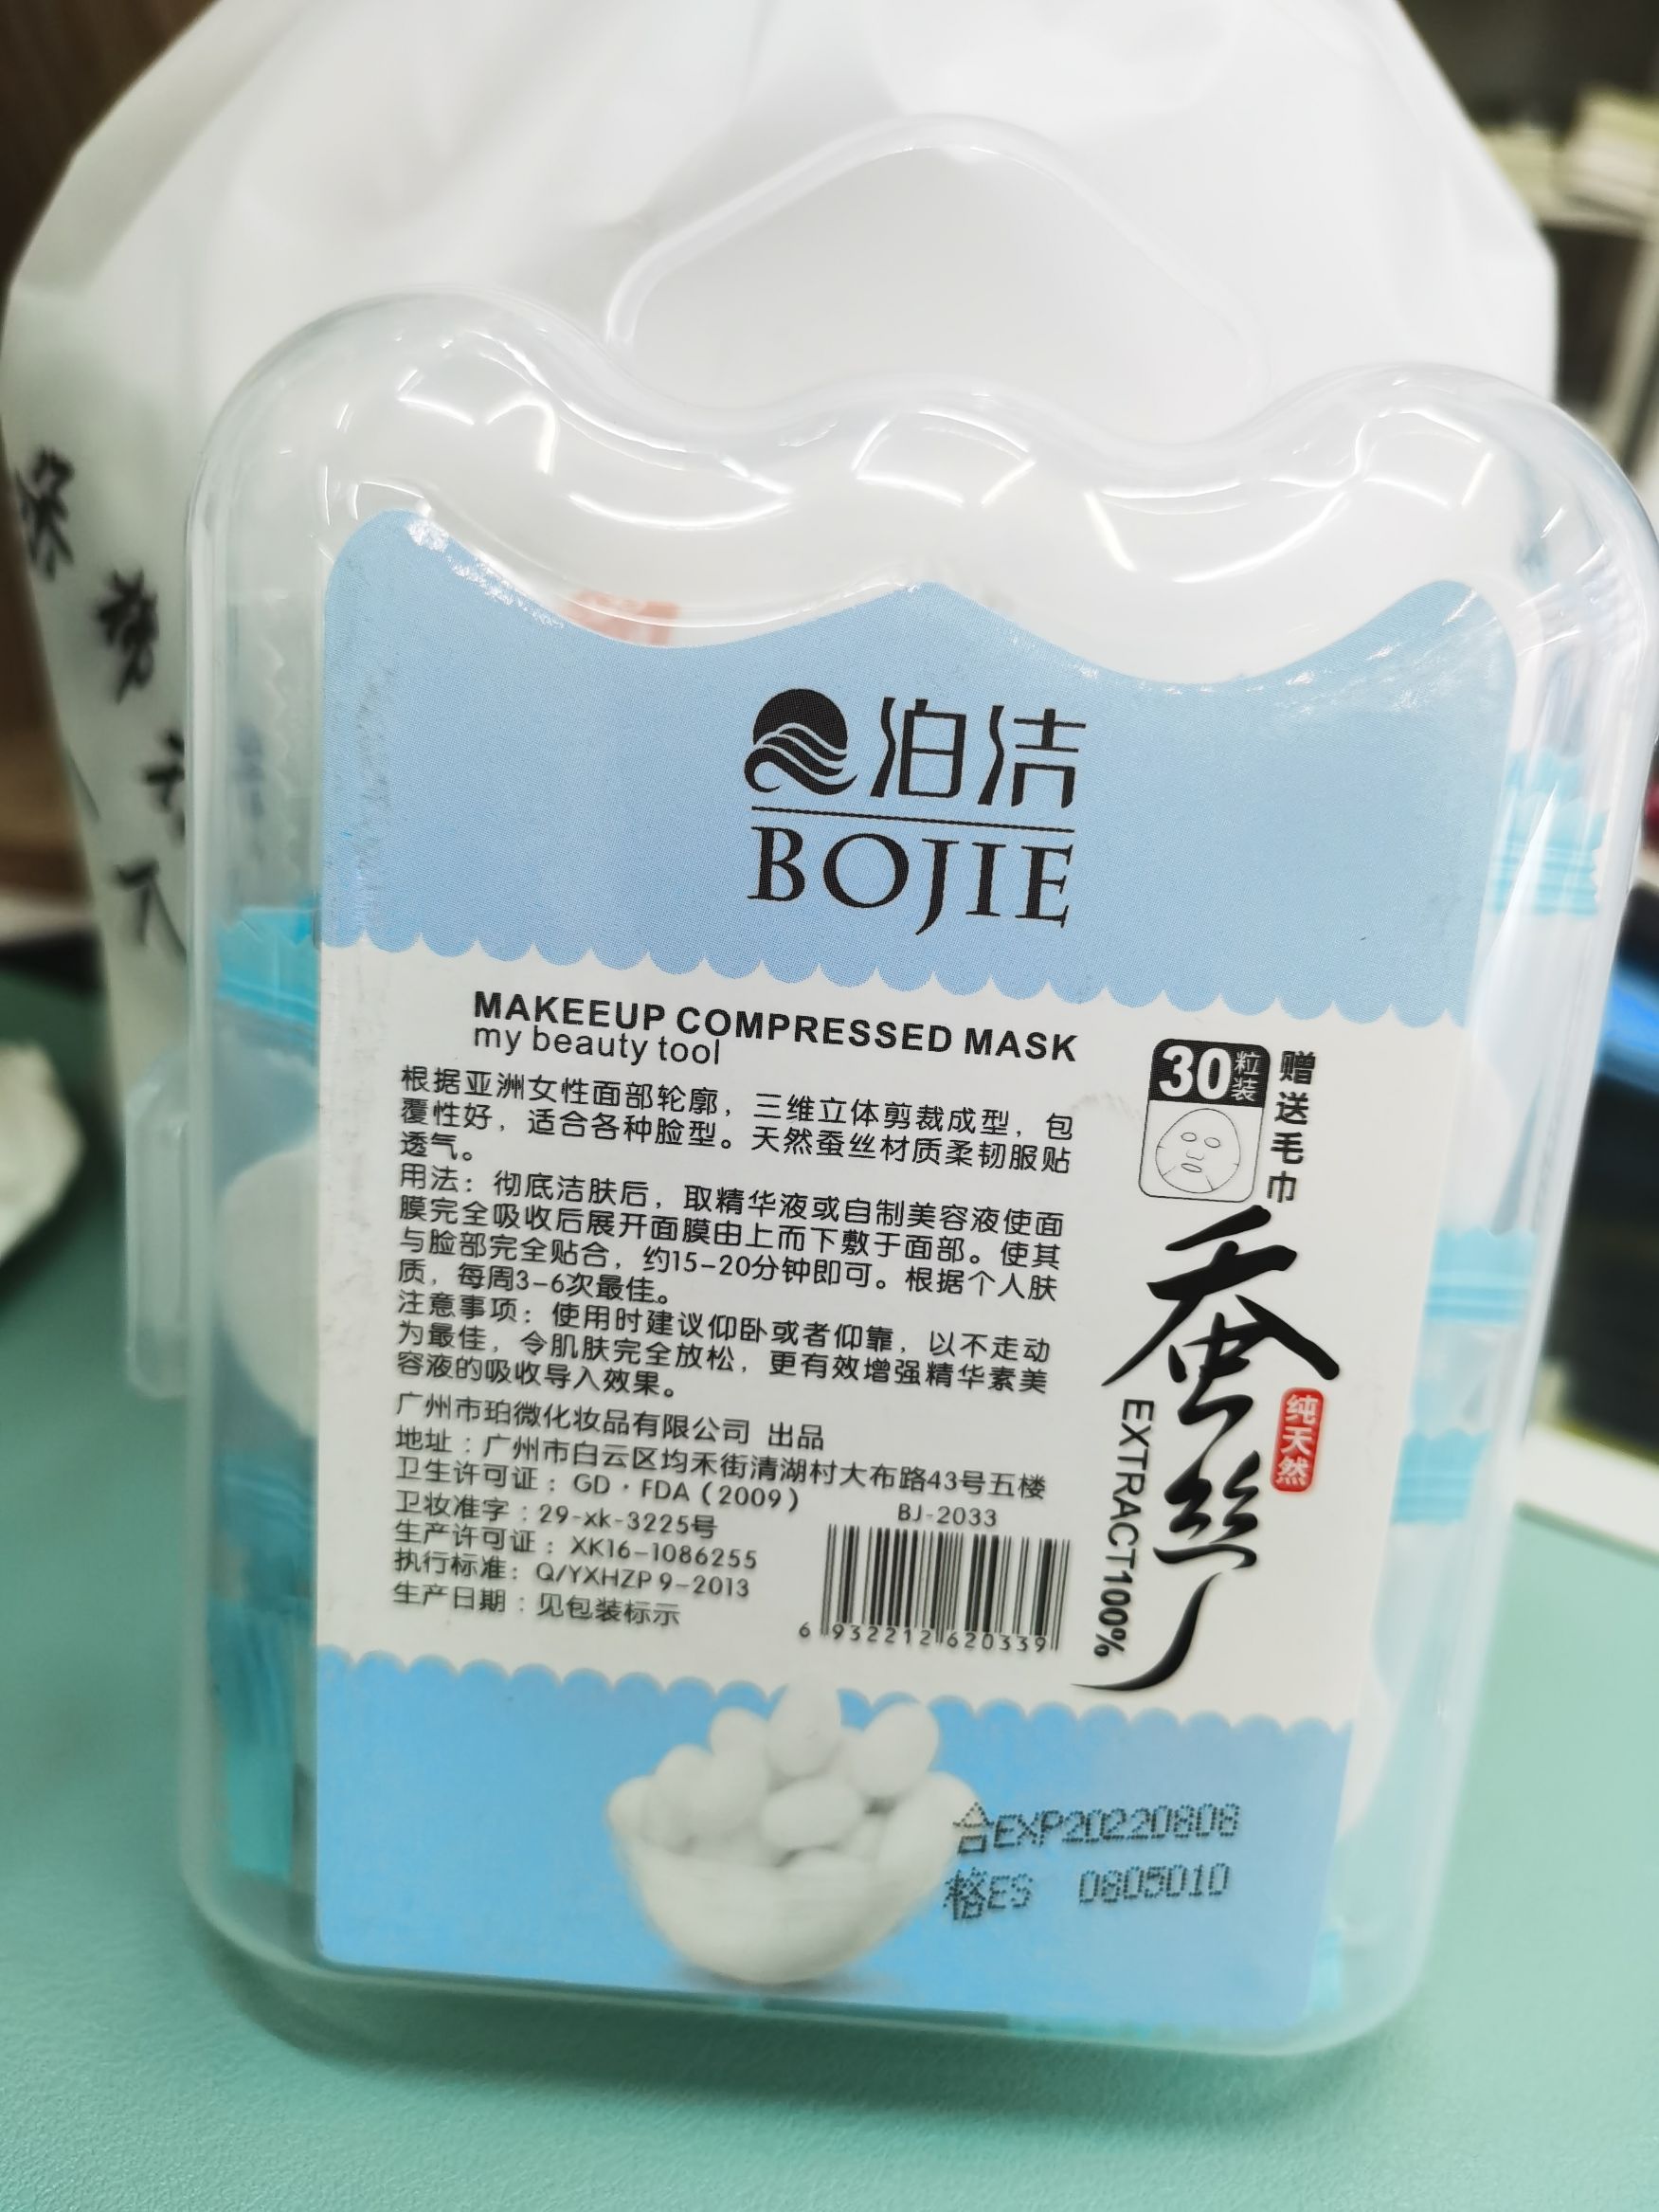 泊洁
BOJIE
MAKEEUP COMPRESSED MASK
my beauty tool
根据亚洲女性面部轮廓，三维立体剪裁成型，包
覆性好，适合各种脸型。天然蚕丝材质柔韧服贴
透气。
用法：彻底洁肤后，取精华液或自制美容液使面
膜完全吸收后展开面膜由上而下敷于面部。使其
与脸部完全贴合，约15-20分钟即可。根据个人肤
质，每周3-6次最佳。
注意事项：使用时建议仰卧或者仰靠，以不走动
为最佳，令肌肤完全放松，更有效增强精华素美
容液的吸收导入效果。
广州市珀微化妆品有限公司 出品
地址：广州市白云区均禾街清湖村大布路43号五楼
卫生许可证：GD·FDA（2009）
卫妆准字：29-xk-3225号
生产许可证：XK16-1086255
执行标准：Q/YXHZP 9-2013
生产日期：见包装标示
BJ-2033
6 932212 620339
30粒装
赠送毛巾
蚕丝
纯天然
EXTRACT100%
合EXP20220808
格ES 0805010